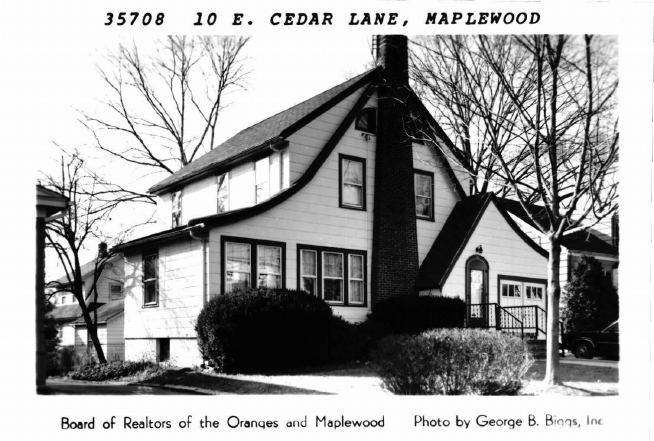 35708 10 E. CEDAR LANE, MAPLEWOOD
Board of Realtors of the Oranges and Maplewood Photo by George B. Biggs, Inc